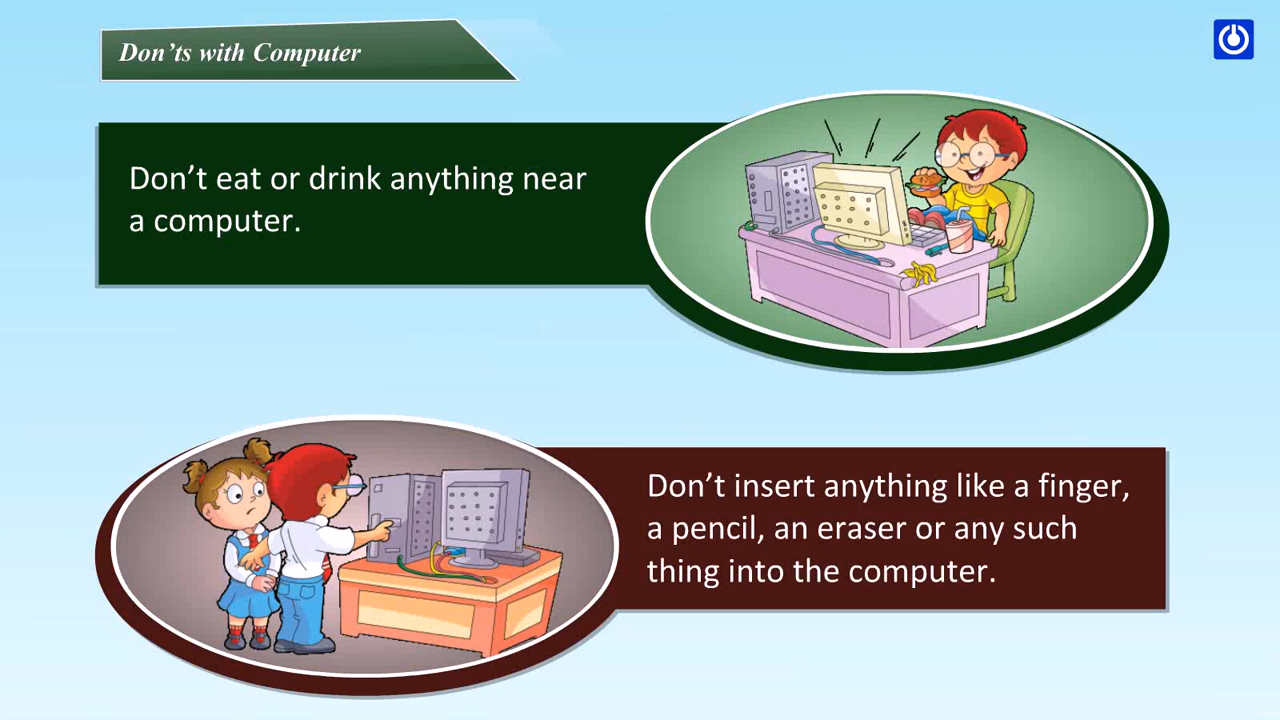 Don’ts with Computer
Don’t eat or drink anything near
a computer.
Don’t insert anything like a finger,
a pencil, an eraser or any such
thing into the computer.